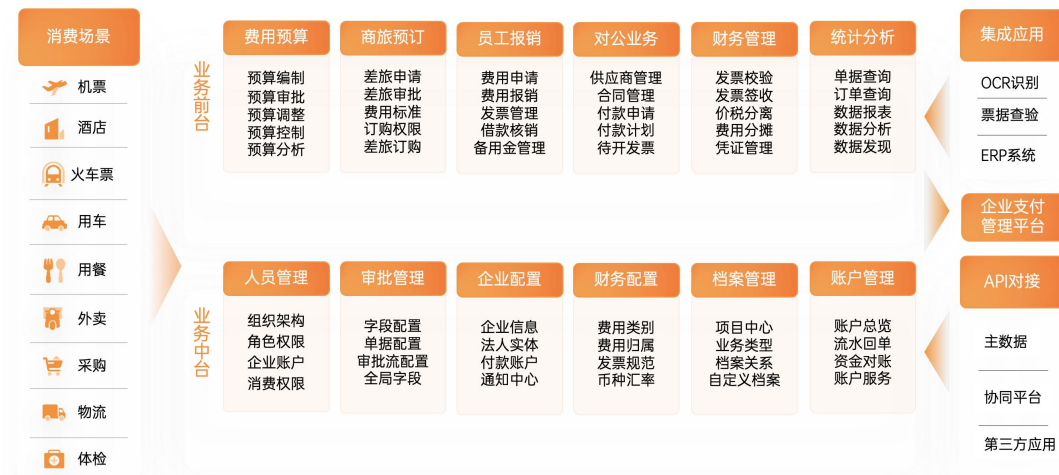 消费场景
机票
酒店
火车票
用车
用餐
外卖
采购
物流
体检
业务前台
费用预算
预算编制
预算审批
预算调整
预算控制
预算分析
商旅预订
差旅申请
差旅审批
费用标准
订购权限
差旅订购
员工报销
费用申请
费用报销
发票管理
借款核销
备用金管理
对公业务
供应商管理
合同管理
付款申请
付款计划
待开发票
财务管理
发票校验
发票签收
价税分离
费用分摊
凭证管理
统计分析
单据查询
订单查询
数据报表
数据分析
数据发现
业务中台
人员管理
组织架构
角色权限
企业账户
消费权限
审批管理
字段配置
单据配置
审批流配置
全局字段
企业配置
企业信息
法人实体
付款账户
通知中心
财务配置
费用类别
费用归属
发票规范
币种汇率
档案管理
项目中心
业务类型
档案关系
自定义档案
账户管理
账户总览
流水回单
资金对账
账户服务
集成应用
OCR识别
票据查验
ERP系统
企业支付
管理平台
API对接
主数据
协同平台
第三方应用